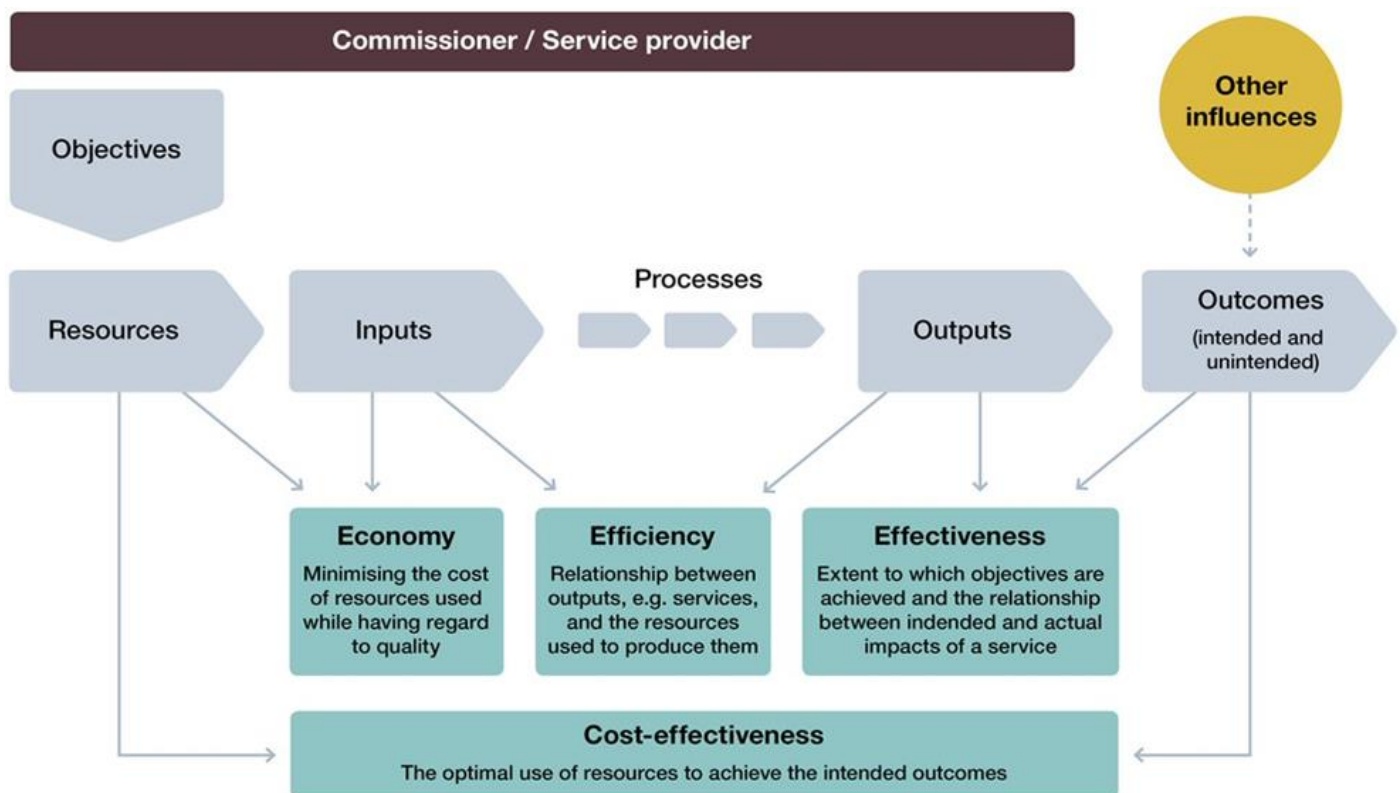 Commissioner / Service provider
Other
influences
Objectives
Resources
Inputs
Processes
Outputs
Outcomes
(intended and
unintended)
Economy
Minimising the cost
of resources used
while having regard
to quality
Efficiency
Relationship between
outputs, e.g. services,
and the resources
used to produce them
Effectiveness
Extent to which objectives are
achieved and the relationship
between indended and actual
impacts of a service
Cost-effectiveness
The optimal use of resources to achieve the intended outcomes